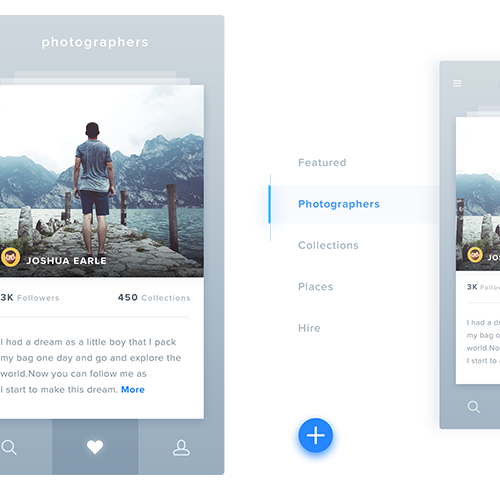 photographers
JOSHUA EARLE
3K Followers
450 Collections
I had a dream as a little boy that I pack
my bag one day and go and explore the
world.Now you can follow me as
I start to make this dream. More
Featured
Photographers
Collections
Places
Hire
3K
I had a
my bag
world.No
I start to